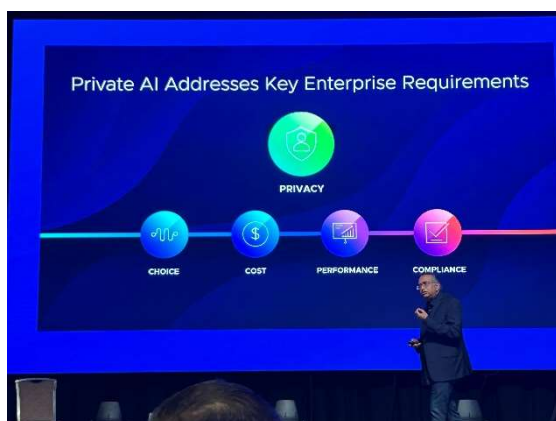 Private AI Addresses Key Enterprise Requirements
PRIVACY
CHOICE
COST
PERFORMANCE
COMPLIANCE